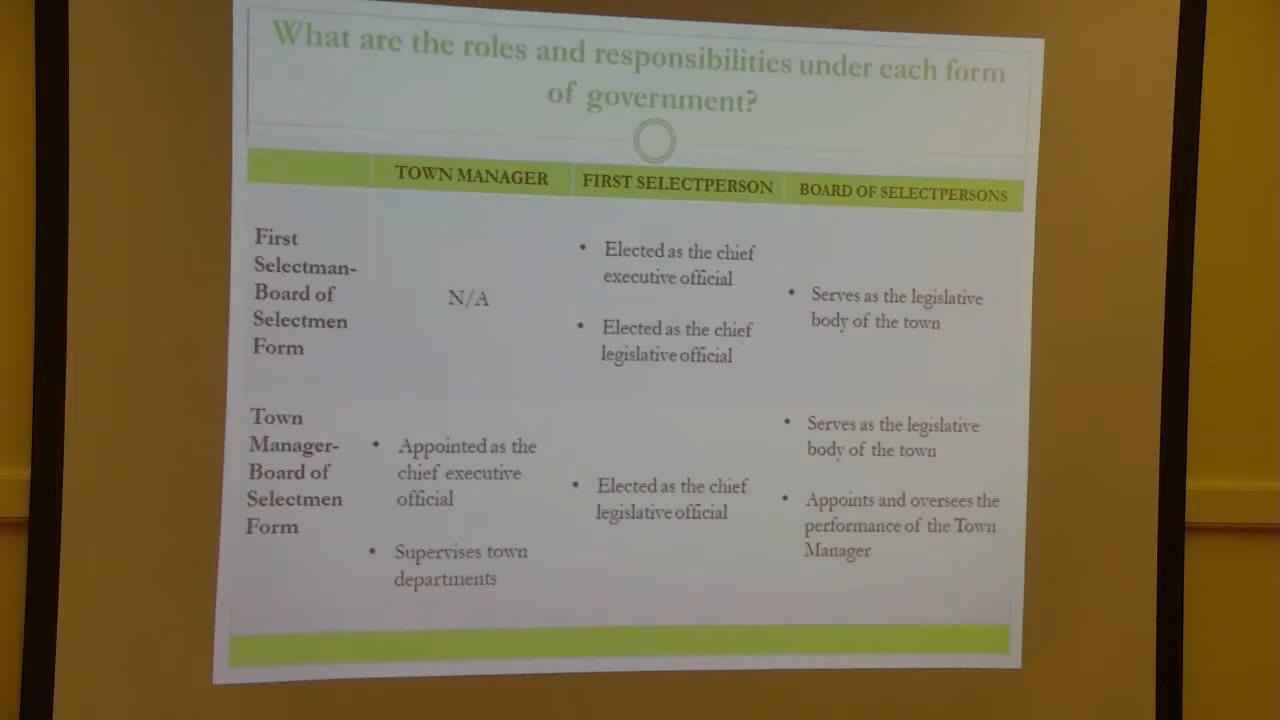 What are the roles and responsibilities under each form
of government?
TOWN MANAGER
FIRST SELECTPERSON
BOARD OF SELECTPERSONS
First
Selectman-
Board of
Selectmen
Form
N/A
• Elected as the chief
executive official
• Elected as the chief
legislative official
• Serves as the legislative
body of the town
Town
Manager-
Board of
Selectmen
Form
• Appointed as the
chief executive
official
• Supervises town
departments
• Elected as the chief
legislative official
• Serves as the legislative
body of the town
• Appoints and oversees the
performance of the Town
Manager